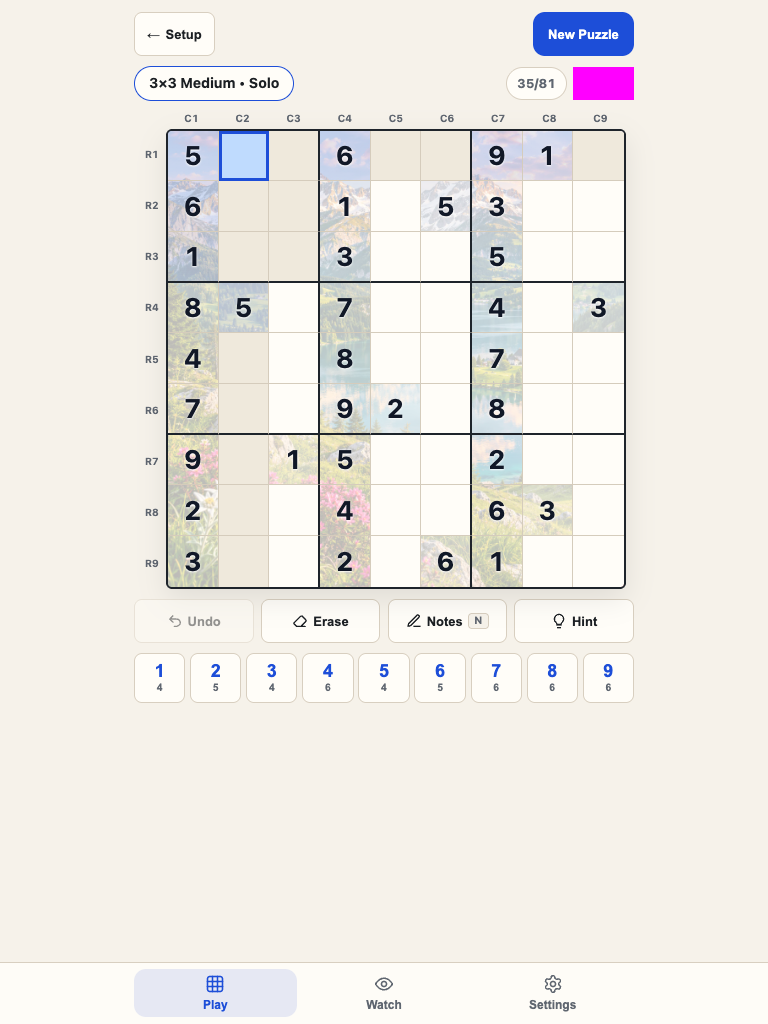 ← Setup
New Puzzle
3×3 Medium • Solo
35/81
C1 C2 C3 C4 C5 C6 C7 C8 C9
R1 5 6 9 1
R2 6 1 5 3
R3 1 3 5
R4 8 5 7 4 3
R5 4 8 7
R6 7 9 2 8
R7 9 1 5 2
R8 2 4 6 3
R9 3 2 6 1
Undo Erase Notes N Hint
1 2 3 4 5 6 7 8 9
4 5 4 6 4 5 6 6 6
Play Watch Settings